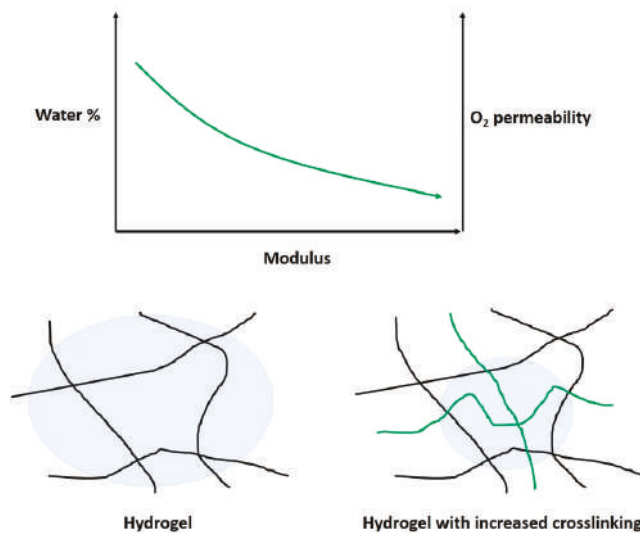 Water %
O₂ permeability
Modulus
Hydrogel
Hydrogel with increased crosslinking